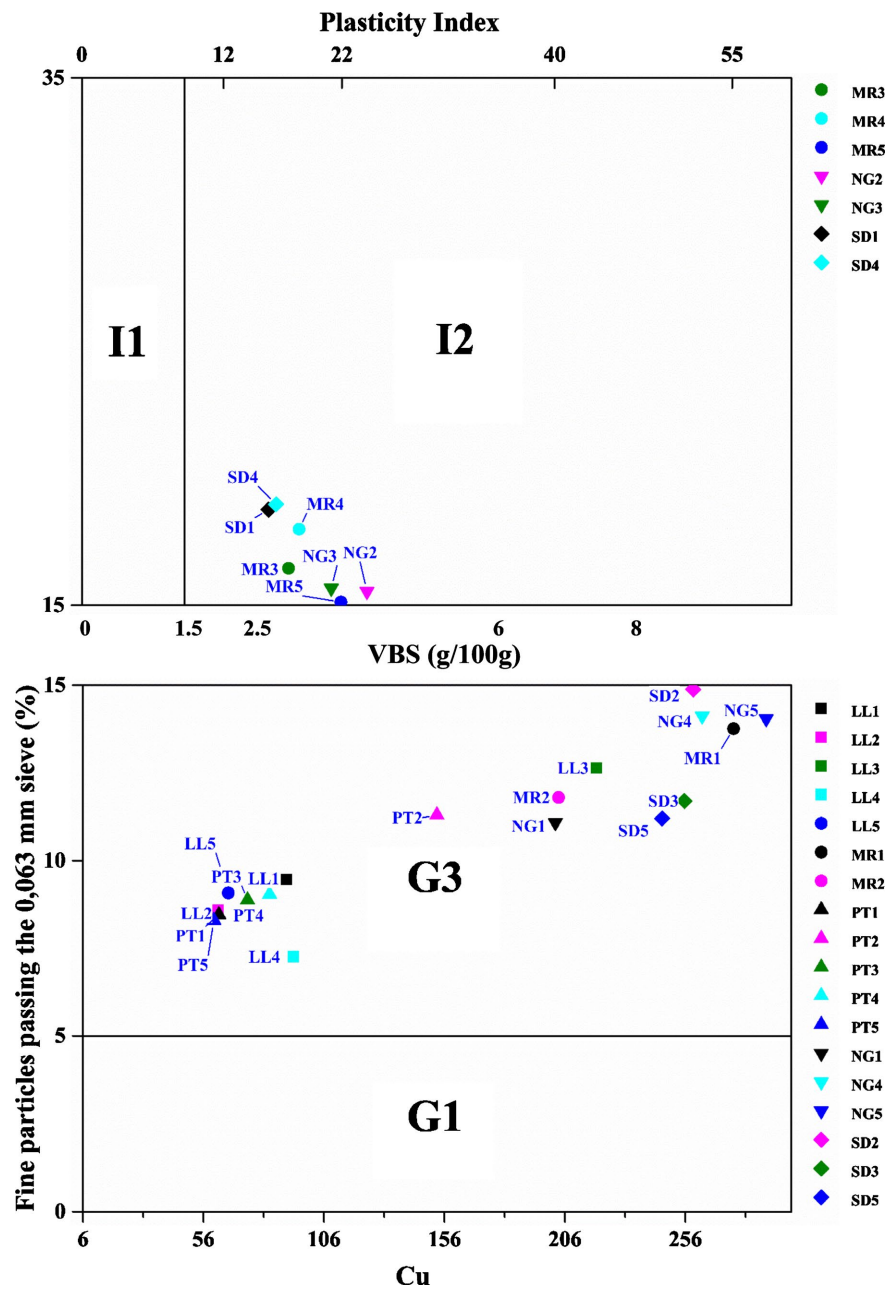 Plasticity Index
0 12 22 40 55
35
MR3
MR4
MR5
NG2
NG3
SD1
SD4
I1 I2
SD4
MR4
SD1
NG3 NG2
MR3
MR5
15
0 1.5 2.5 6 8
VBS (g/100g)
Fine particles passing the 0,063 mm sieve (%)
15
SD2
NG4 NG5
MR1
LL3
MR2 SD3
PT2 NG1 SD5
10
LL5
PT3 LL1
G3
LL2 PT4
PT1
PT5 LL4
5
G1
0
6 56 106 156 206 256
Cu
LL1
LL2
LL3
LL4
LL5
MR1
MR2
PT1
PT2
PT3
PT4
PT5
NG1
NG4
NG5
SD2
SD3
SD5